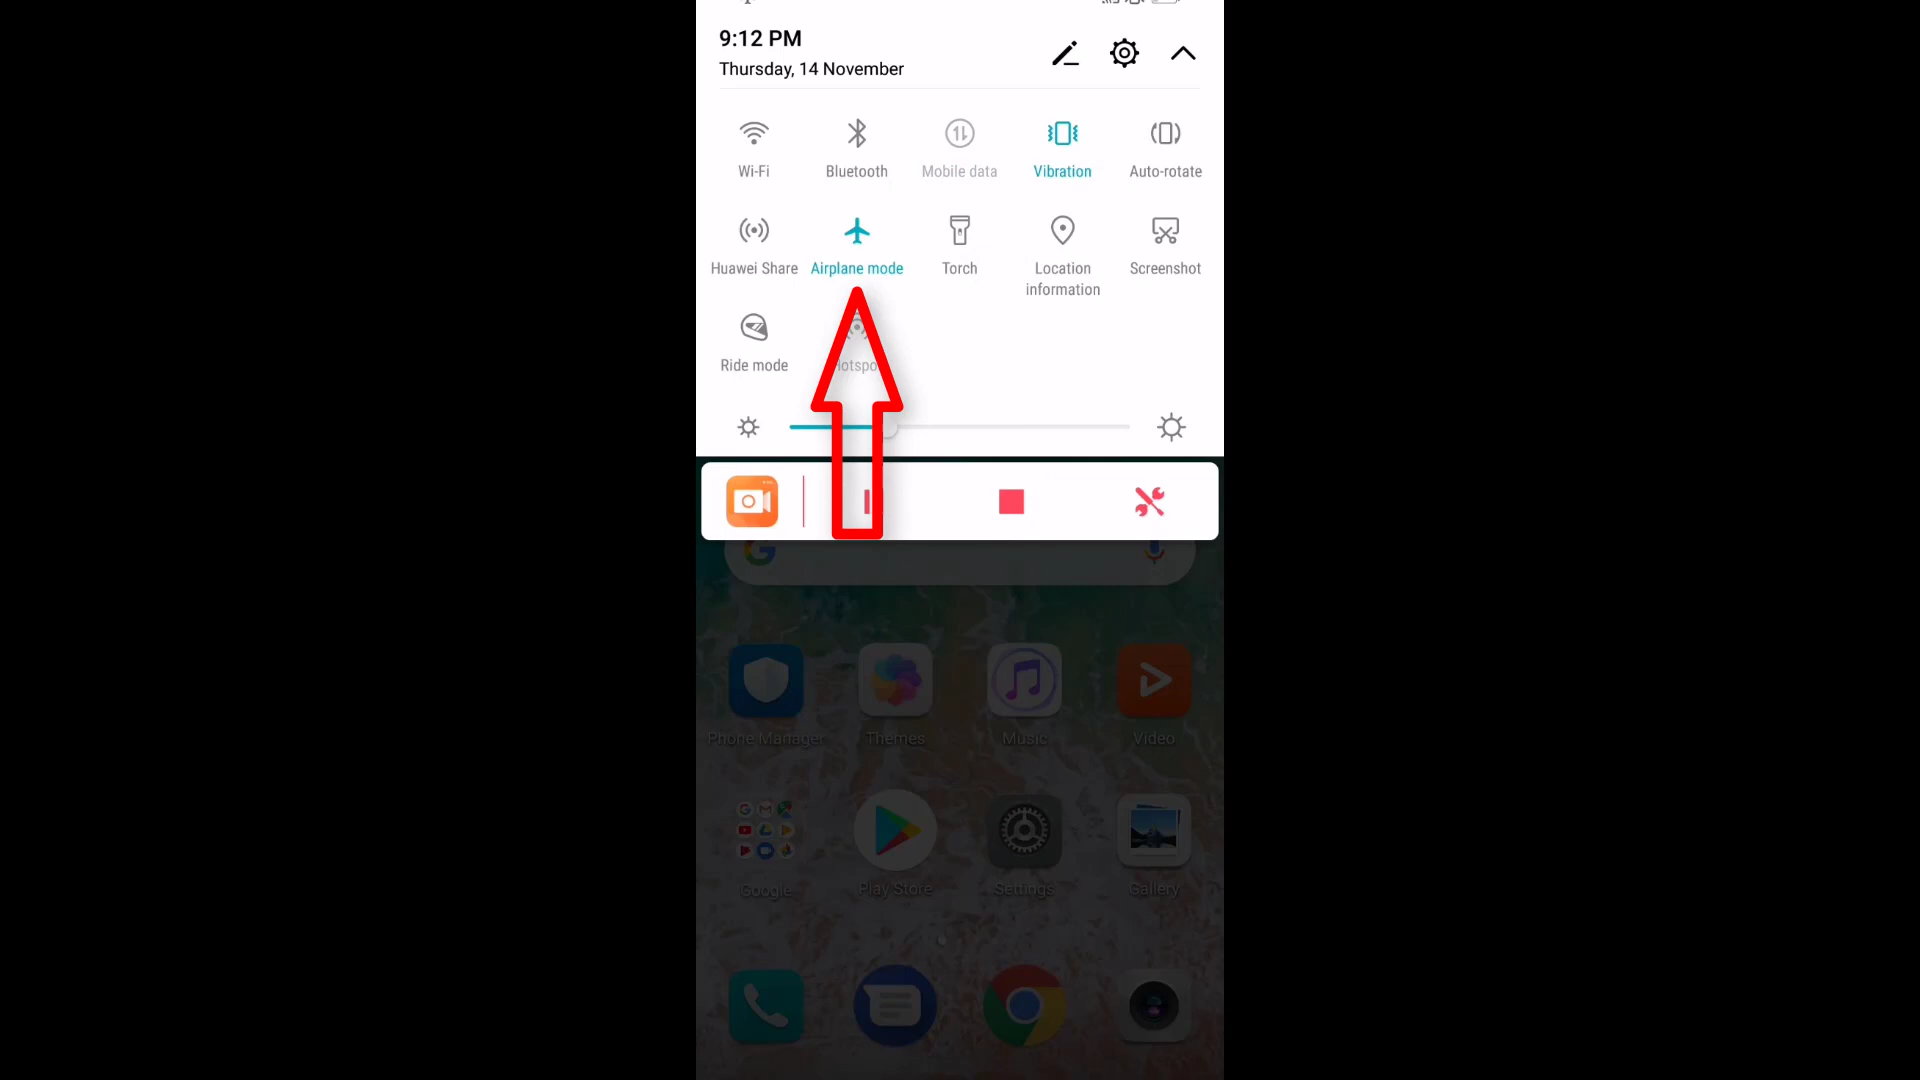 9:12 PM
Thursday, 14 November
Wi-Fi
Bluetooth
Mobile data
Vibration
Auto-rotate
Huawei Share
Airplane mode
Torch
Location
information
Screenshot
Ride mode
Phone Manager
Themes
Music
Video
Google
Play Store
Settings
Gallery